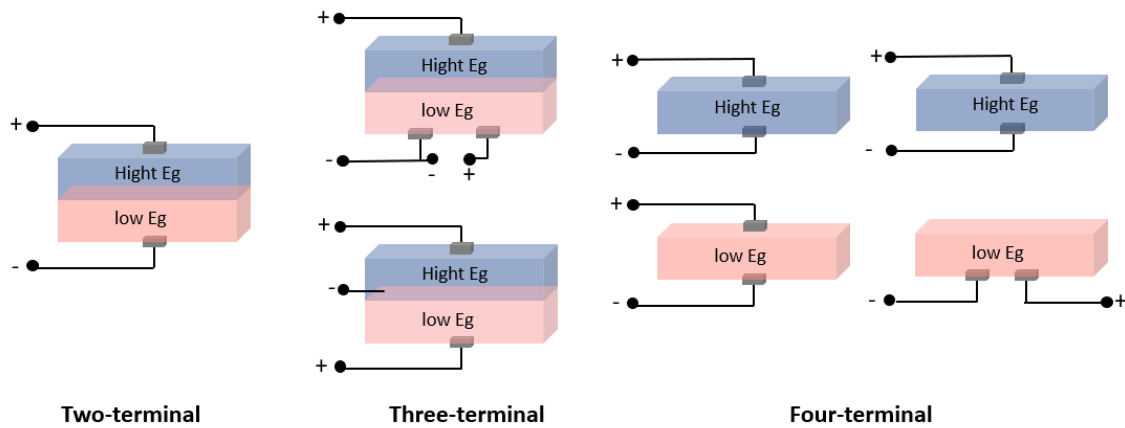 +
Hight Eg
low Eg
-
Two-terminal
+
Hight Eg
low Eg
-
-
+
+
Hight Eg
-
low Eg
+
Three-terminal
+
Hight Eg
-
+
low Eg
-
+
Hight Eg
-
low Eg
-
+
Four-terminal